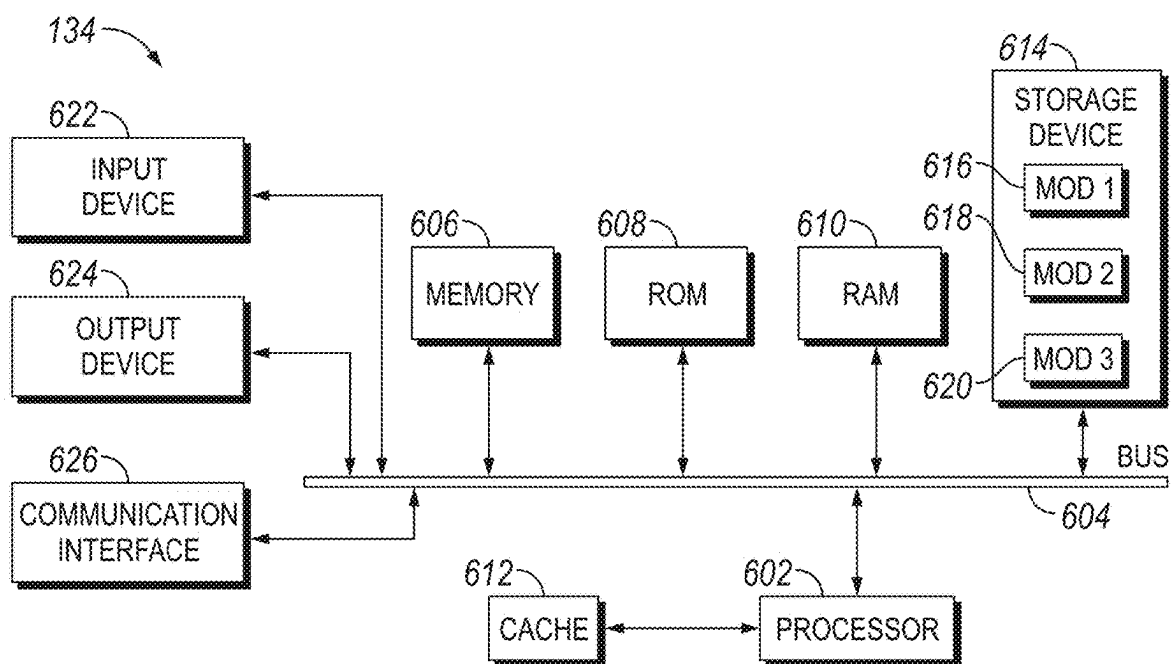 134
622
INPUT
DEVICE
624
OUTPUT
DEVICE
626
COMMUNICATION
INTERFACE
606
MEMORY
608
ROM
610
RAM
614
STORAGE
DEVICE
616
MOD 1
618
MOD 2
620
MOD 3
BUS
604
612
CACHE
602
PROCESSOR